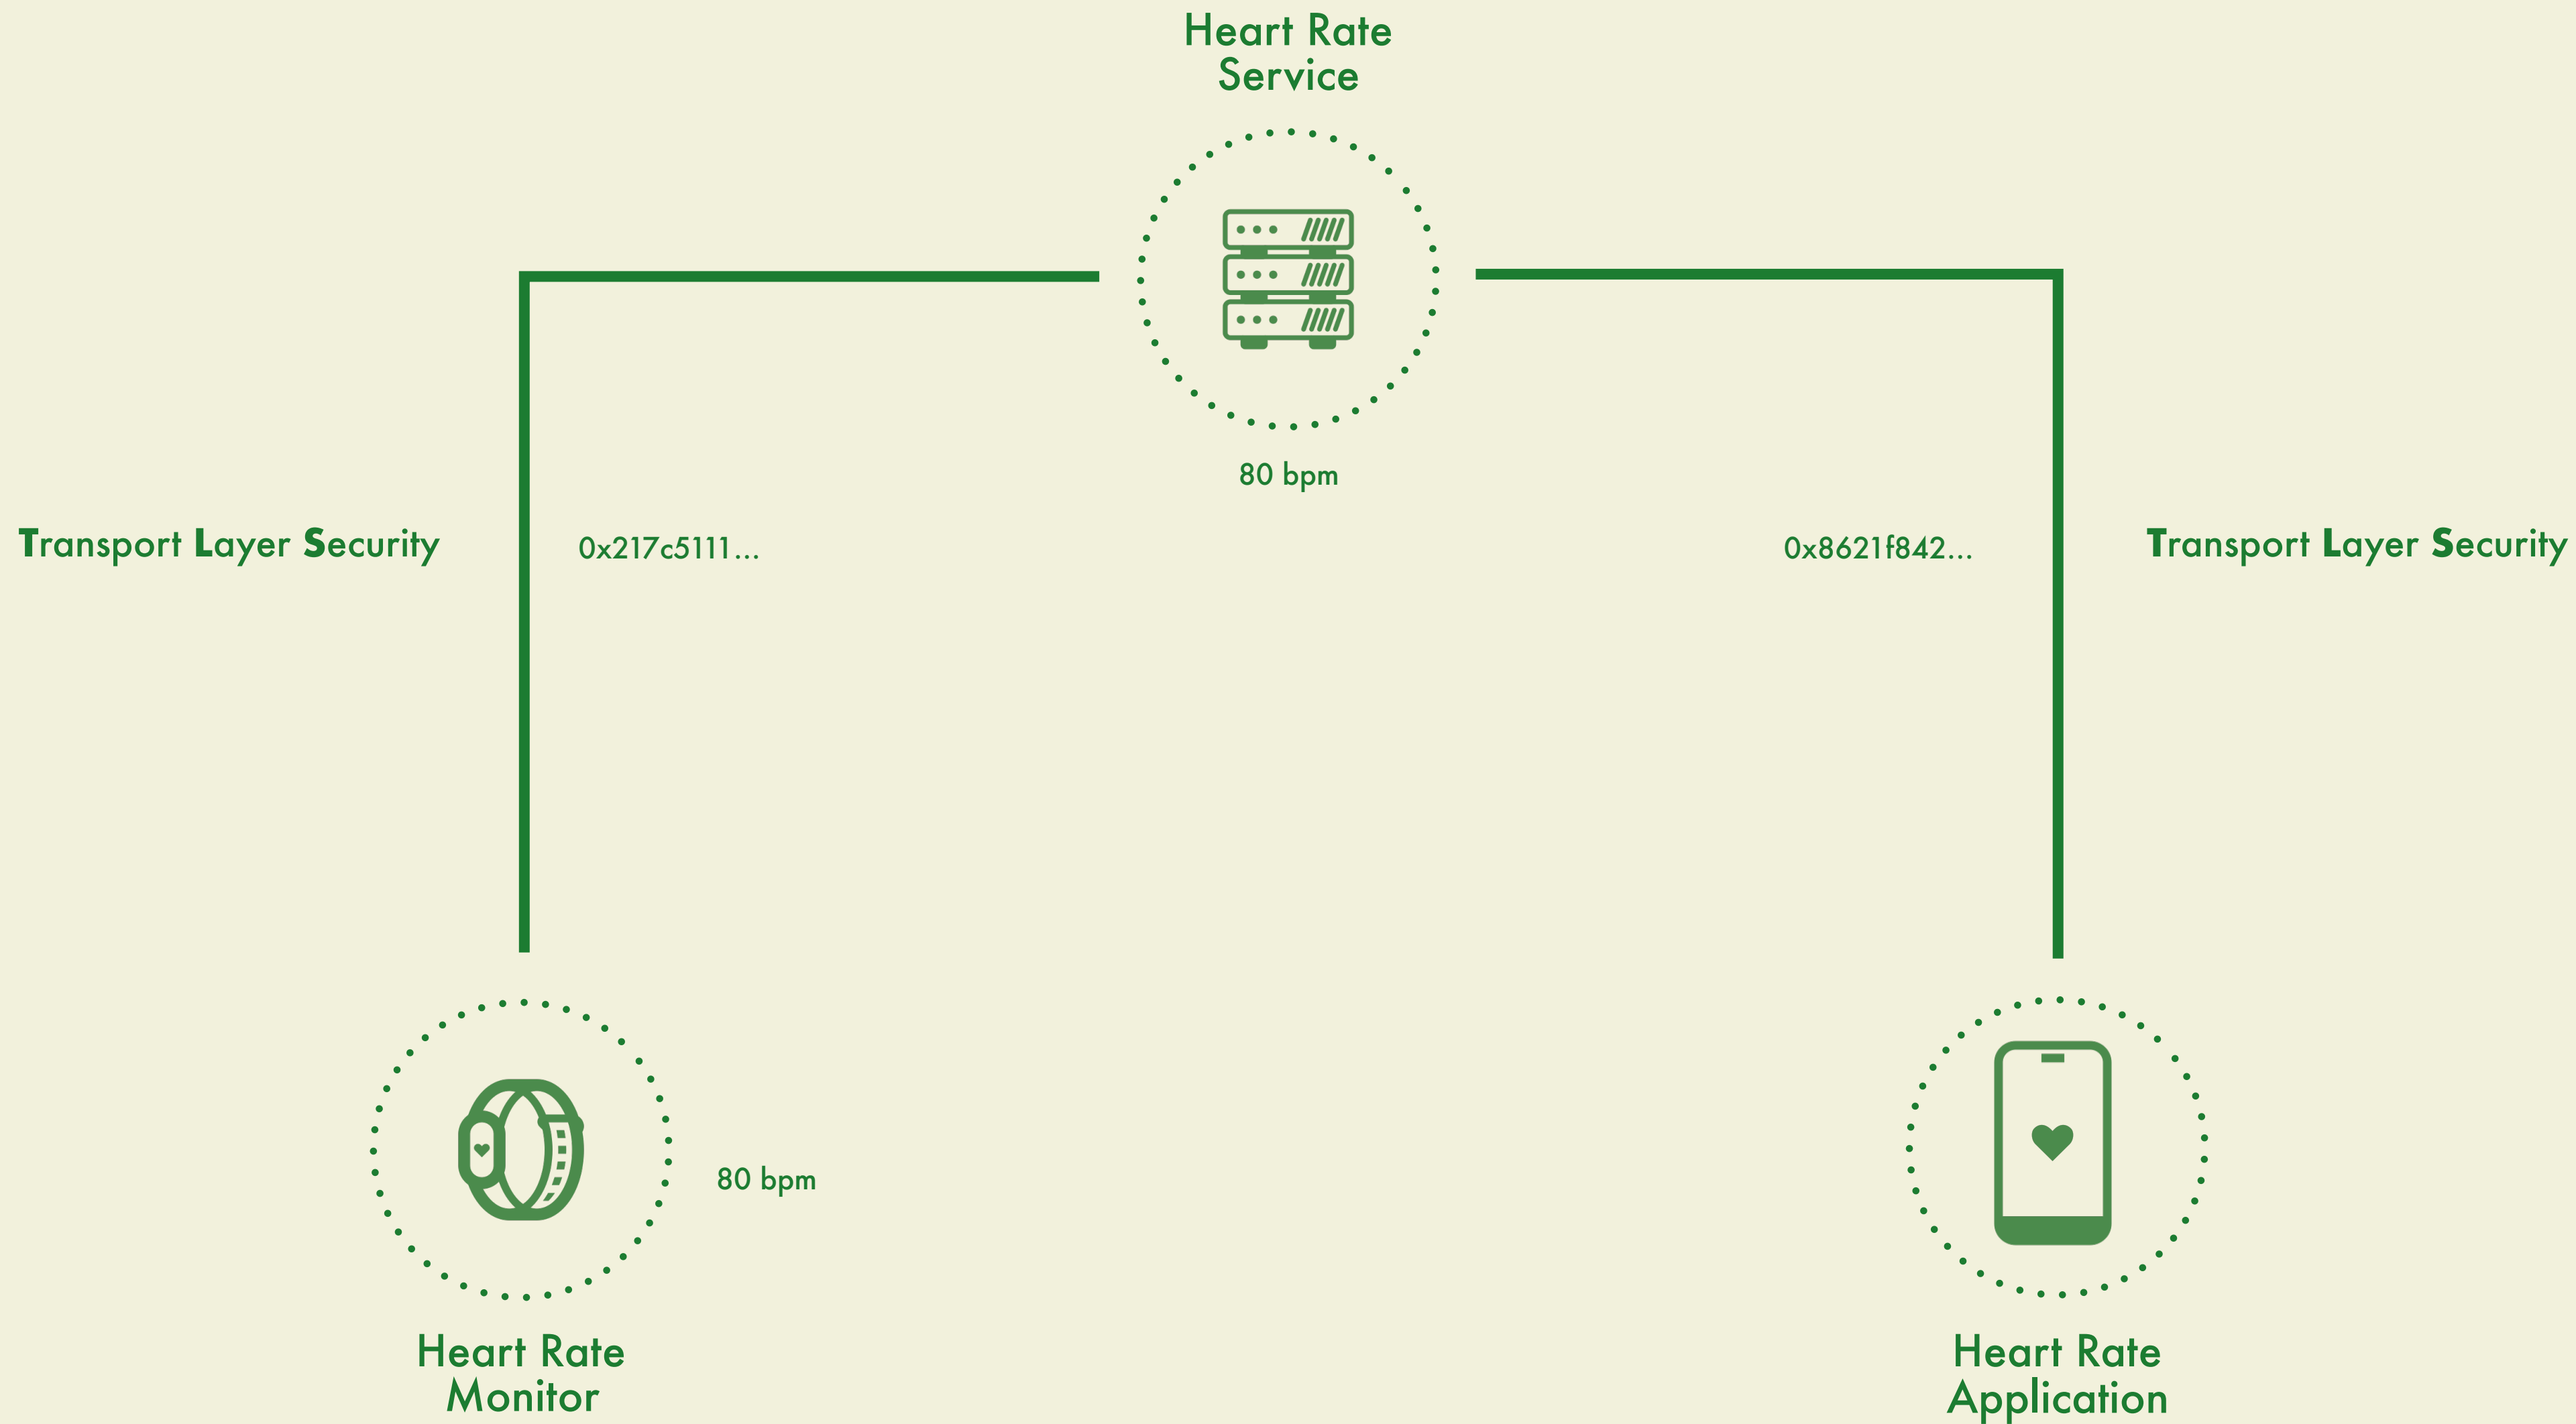 Heart Rate
Service
80 bpm
Transport Layer Security
0x217c5111...
0x8621f842...
Transport Layer Security
80 bpm
Heart Rate
Monitor
Heart Rate
Application